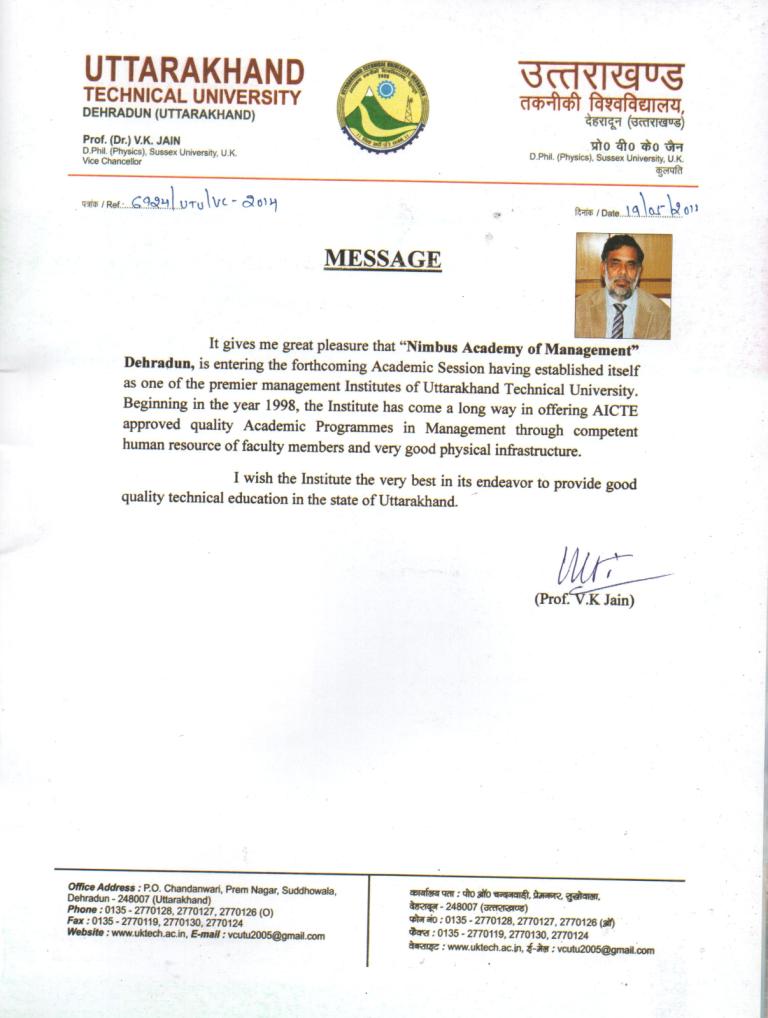 UTTARAKHAND
TECHNICAL UNIVERSITY
DEHRADUN (UTTARAKHAND)
Prof. (Dr.) V.K. JAIN
D.Phil. (Physics), Sussex University, U.K.
Vice Chancellor
उत्तराखण्ड
तकनीकी विश्वविद्यालय,
देहरादून (उत्तराखण्ड)
प्रो० वी० के० जैन
D.Phil. (Physics), Sussex University, U.K.
कुलपति
पत्रांक / Ref.: 6924/UTU/VC-2014
दिनांक / Date 19/05/2011
MESSAGE
It gives me great pleasure that “Nimbus Academy of Management”
Dehradun, is entering the forthcoming Academic Session having established itself
as one of the premier management Institutes of Uttarakhand Technical University.
Beginning in the year 1998, the Institute has come a long way in offering AICTE
approved quality Academic Programmes in Management through competent
human resource of faculty members and very good physical infrastructure.
I wish the Institute the very best in its endeavor to provide good
quality technical education in the state of Uttarakhand.
(Prof. V.K Jain)
Office Address : P.O. Chandanwari, Prem Nagar, Suddhowala,
Dehradun - 248007 (Uttarakhand)
Phone : 0135 - 2770128, 2770127, 2770126 (O)
Fax : 0135 - 2770119, 2770130, 2770124
Website : www.uktech.ac.in, E-mail : vcutu2005@gmail.com
कार्यालय पता : पी० ओ० चन्दनवाड़ी, प्रेमनगर, सुद्धोवाला,
देहरादून - 248007 (उत्तराखण्ड)
फोन नं० : 0135 - 2770128, 2770127, 2770126 (ऑ)
फैक्स : 0135 - 2770119, 2770130, 2770124
वेबसाइट : www.uktech.ac.in, ई-मेल : vcutu2005@gmail.com